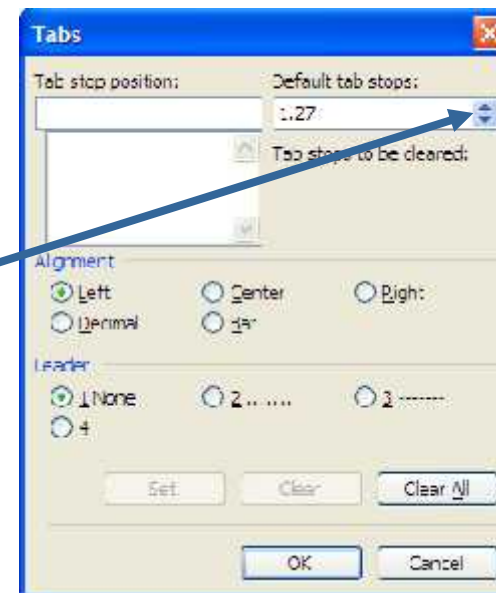 Tabs
Tab stop position: Default tab stops:
1.27
Tab stops to be cleared:
Alignment
Left Center Right
Decimal Bar
Leader
1 None 2 ....... 3 -------
4
Set Clear Clear All
OK Cancel